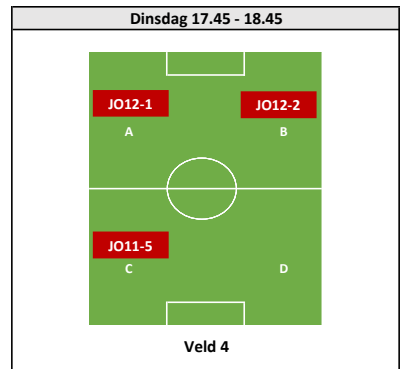 Dinsdag 17.45 - 18.45
JO12-1 JO12-2
A B
JO11-5
C D
Veld 4